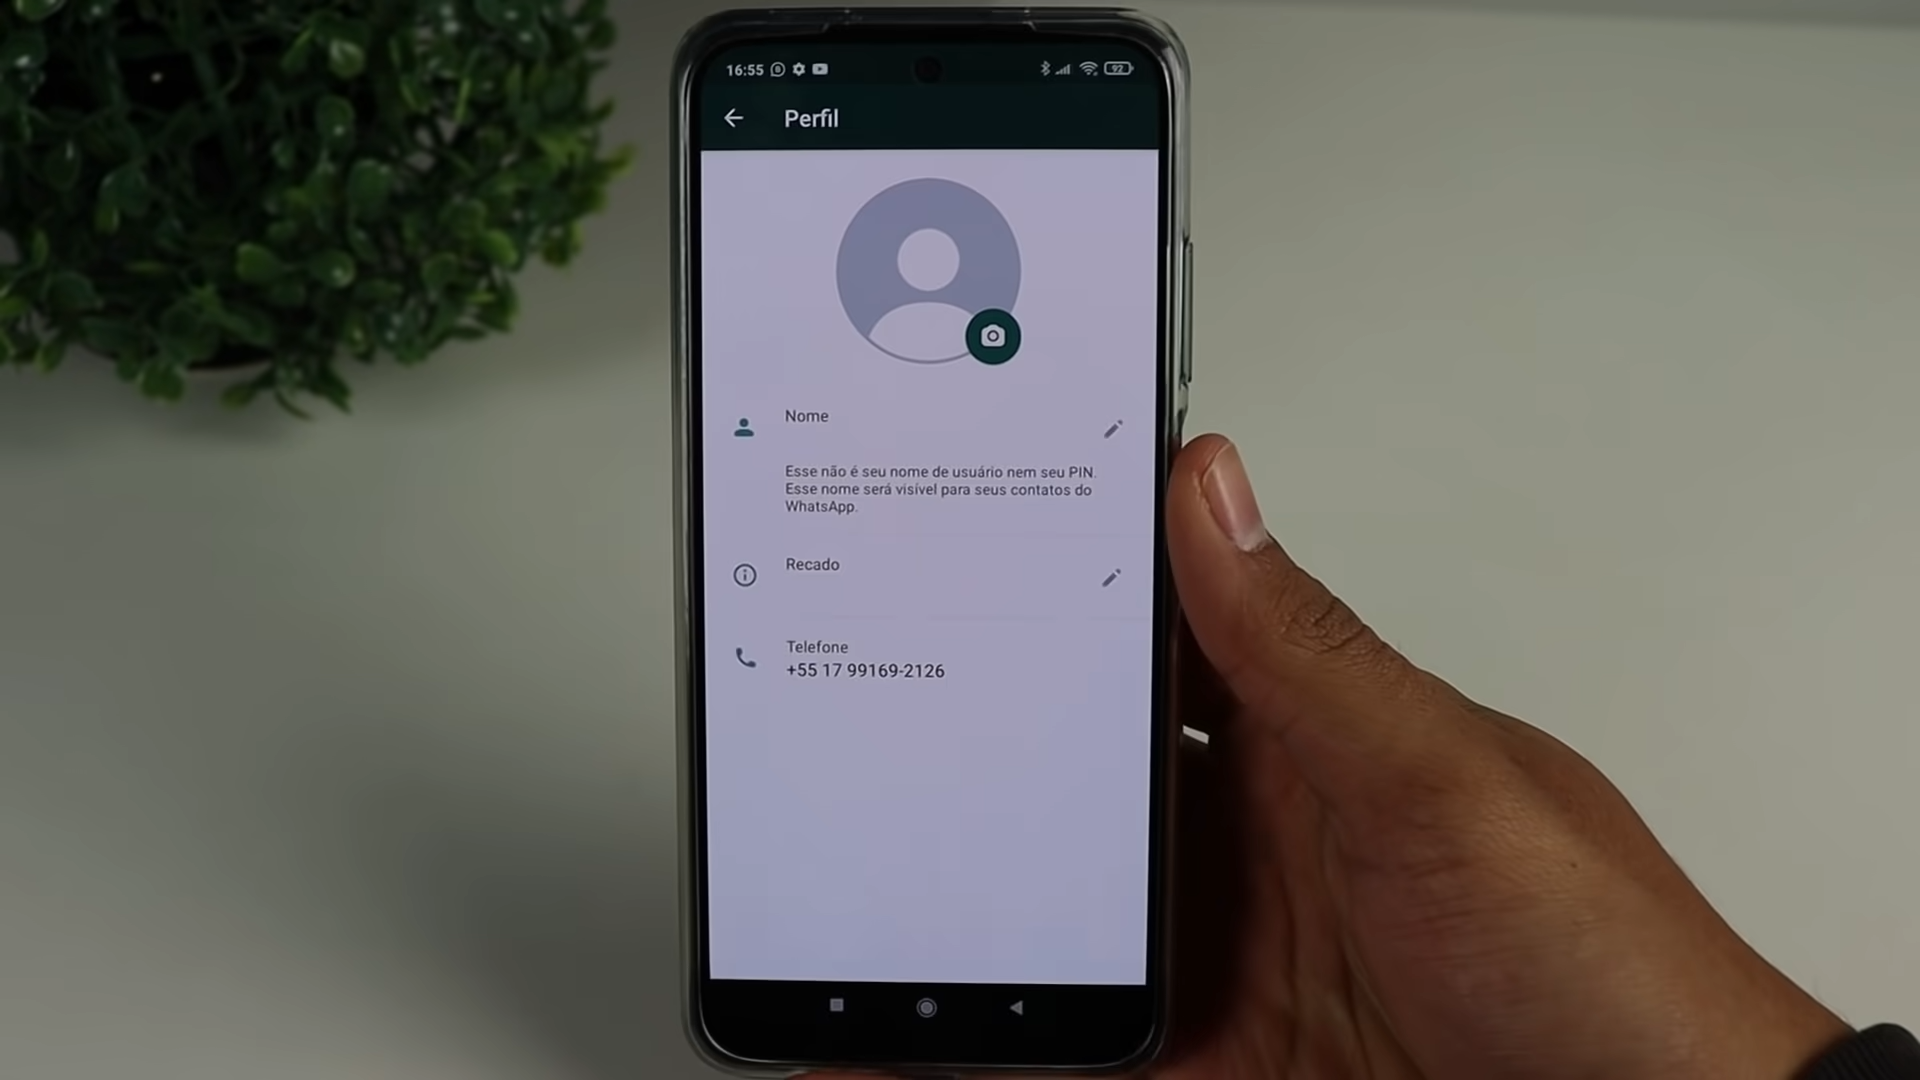 16:55
92
Perfil
Nome
Esse não é seu nome de usuário nem seu PIN.
Esse nome será visível para seus contatos do
WhatsApp.
Recado
Telefone
+55 17 99169-2126